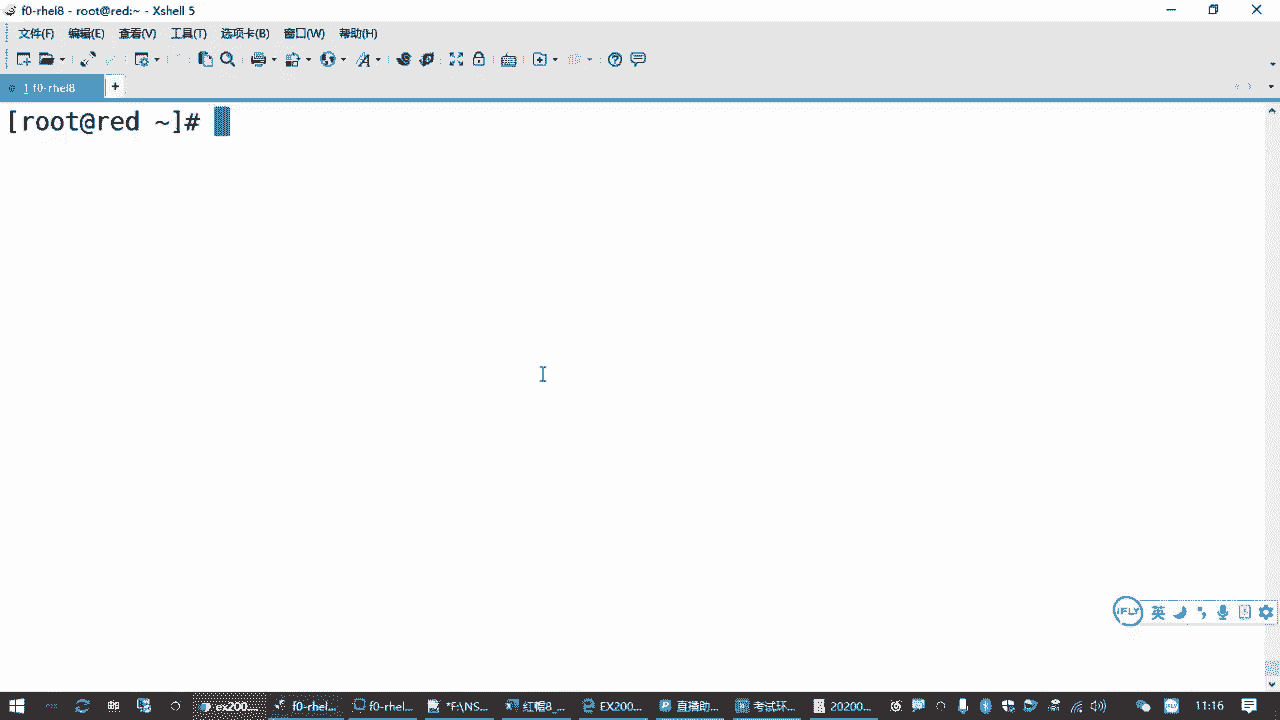 f0-rhel8 - root@red:~ - Xshell 5
文件(F) 编辑(E) 查看(V) 工具(T) 选项卡(B) 窗口(W) 帮助(H)
1 f0-rhel8
[root@red ~]#
iFLY 英
ex200... f0-rhel... f0-rhel... *F:\NS... 红帽8_... EX200... 直播助... 考试环... 20200... 11:16